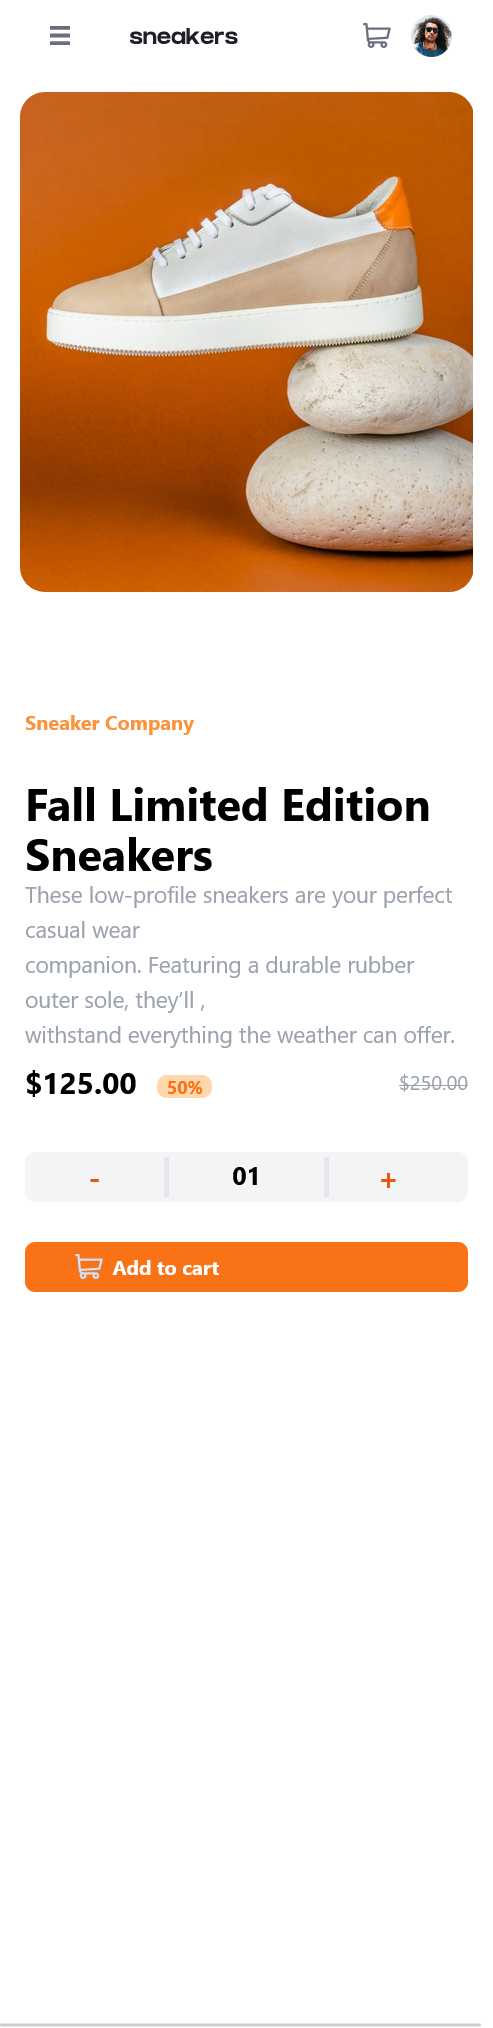 sneakers
Sneaker Company
Fall Limited Edition
Sneakers
These low-profile sneakers are your perfect
casual wear
companion. Featuring a durable rubber
outer sole, they’ll ,
withstand everything the weather can offer.
$125.00 50% $250.00
- 01 +
Add to cart